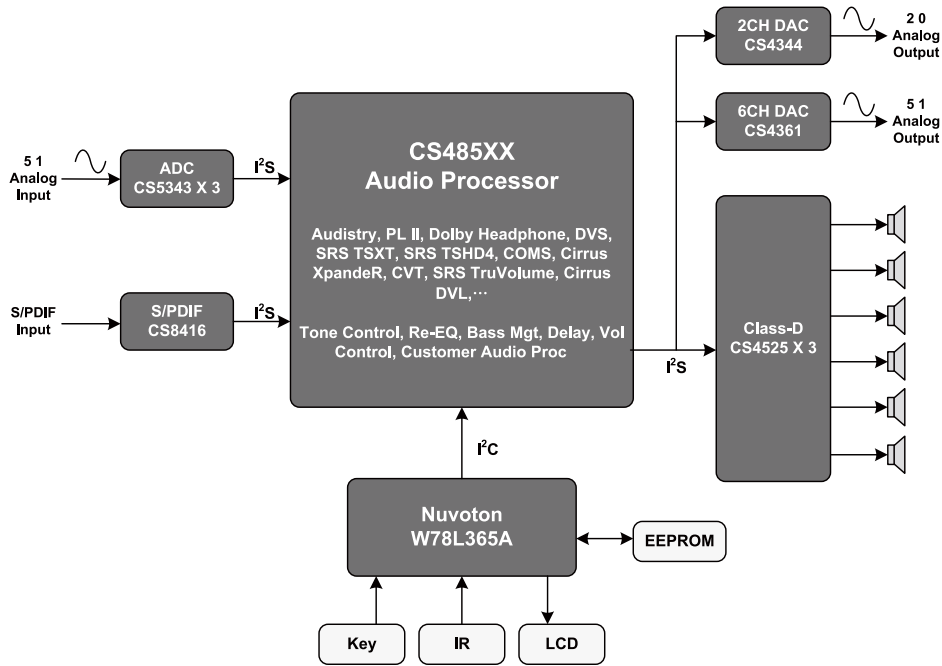 2CH DAC
CS4344
2 0
Analog
Output
6CH DAC
CS4361
5 1
Analog
Output
5 1
Analog
Input
ADC
CS5343 X 3
I²S
CS485XX
Audio Processor
Audistry, PL II, Dolby Headphone, DVS,
SRS TSXT, SRS TSHD4, COMS, Cirrus
XpandeR, CVT, SRS TruVolume, Cirrus
DVL,…
Tone Control, Re-EQ, Bass Mgt, Delay, Vol
Control, Customer Audio Proc
S/PDIF
Input
S/PDIF
CS8416
I²S
I²S
Class-D
CS4525 X 3
I²C
Nuvoton
W78L365A
EEPROM
Key
IR
LCD